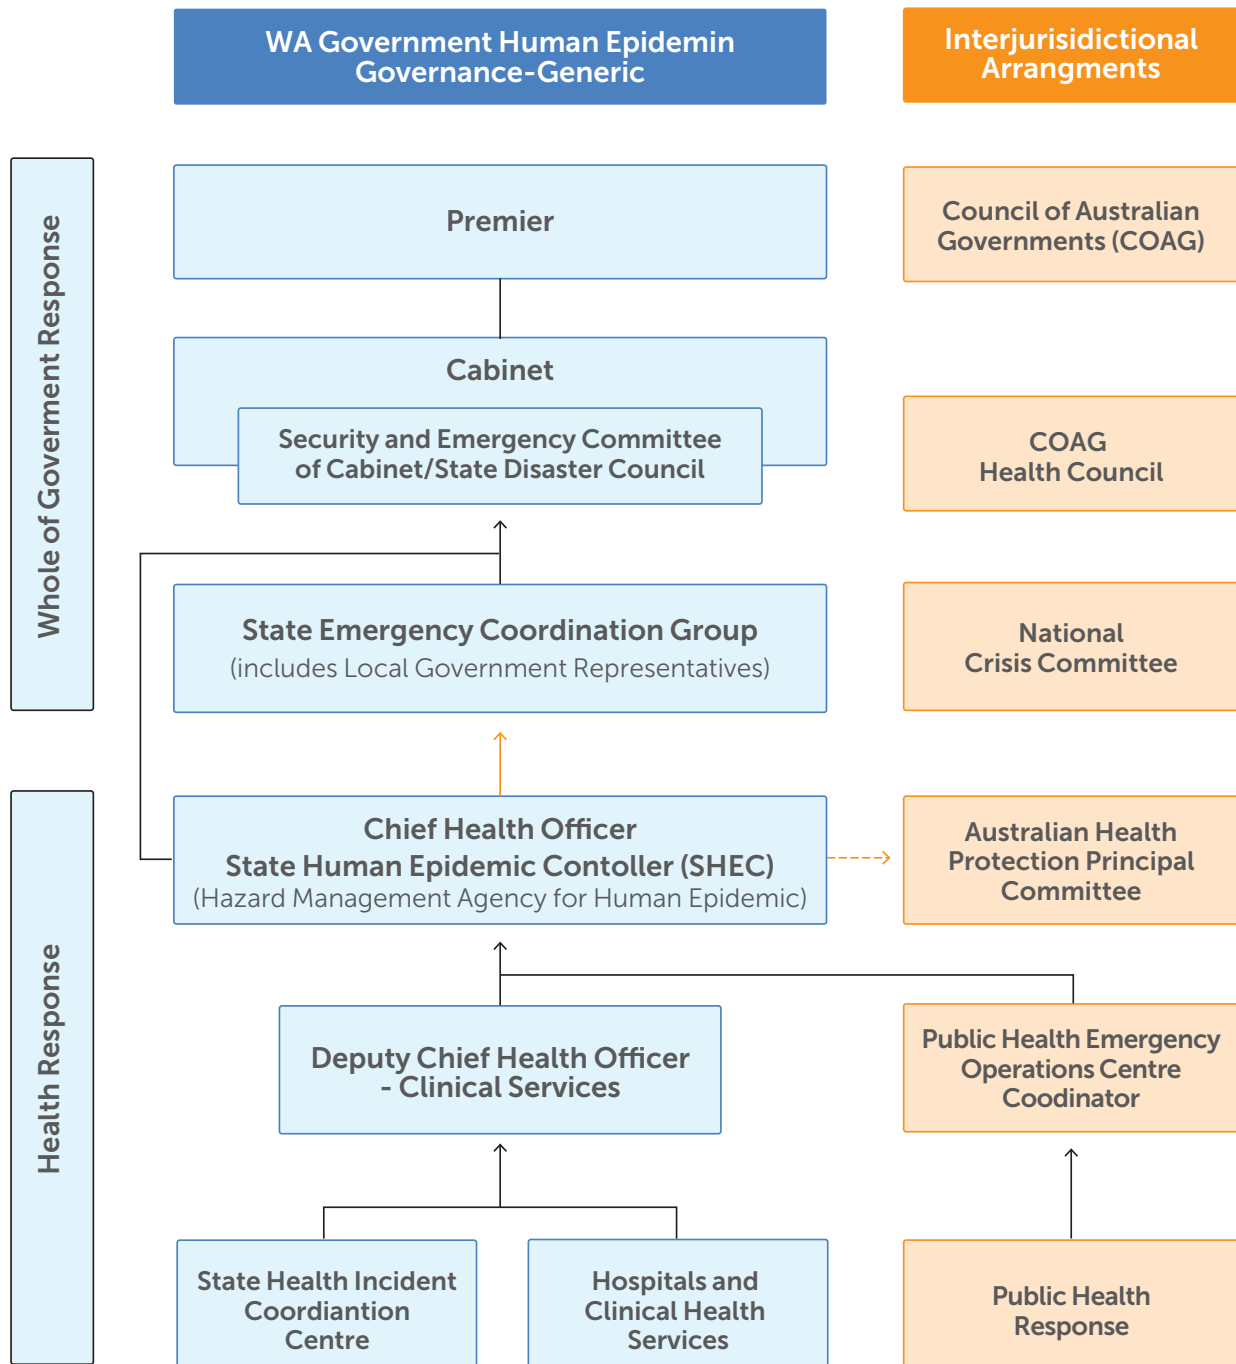 WA Government Human Epidemin
Governance-Generic
Interjurisidictional
Arrangments
Whole of Goverment Response
Premier
Council of Australian
Governments (COAG)
Cabinet
Security and Emergency Committee
of Cabinet/State Disaster Council
COAG
Health Council
State Emergency Coordination Group
(includes Local Government Representatives)
National
Crisis Committee
Health Response
Chief Health Officer
State Human Epidemic Contoller (SHEC)
(Hazard Management Agency for Human Epidemic)
Australian Health
Protection Principal
Committee
Deputy Chief Health Officer
- Clinical Services
Public Health Emergency
Operations Centre
Coodinator
State Health Incident
Coordiantion
Centre
Hospitals and
Clinical Health
Services
Public Health
Response